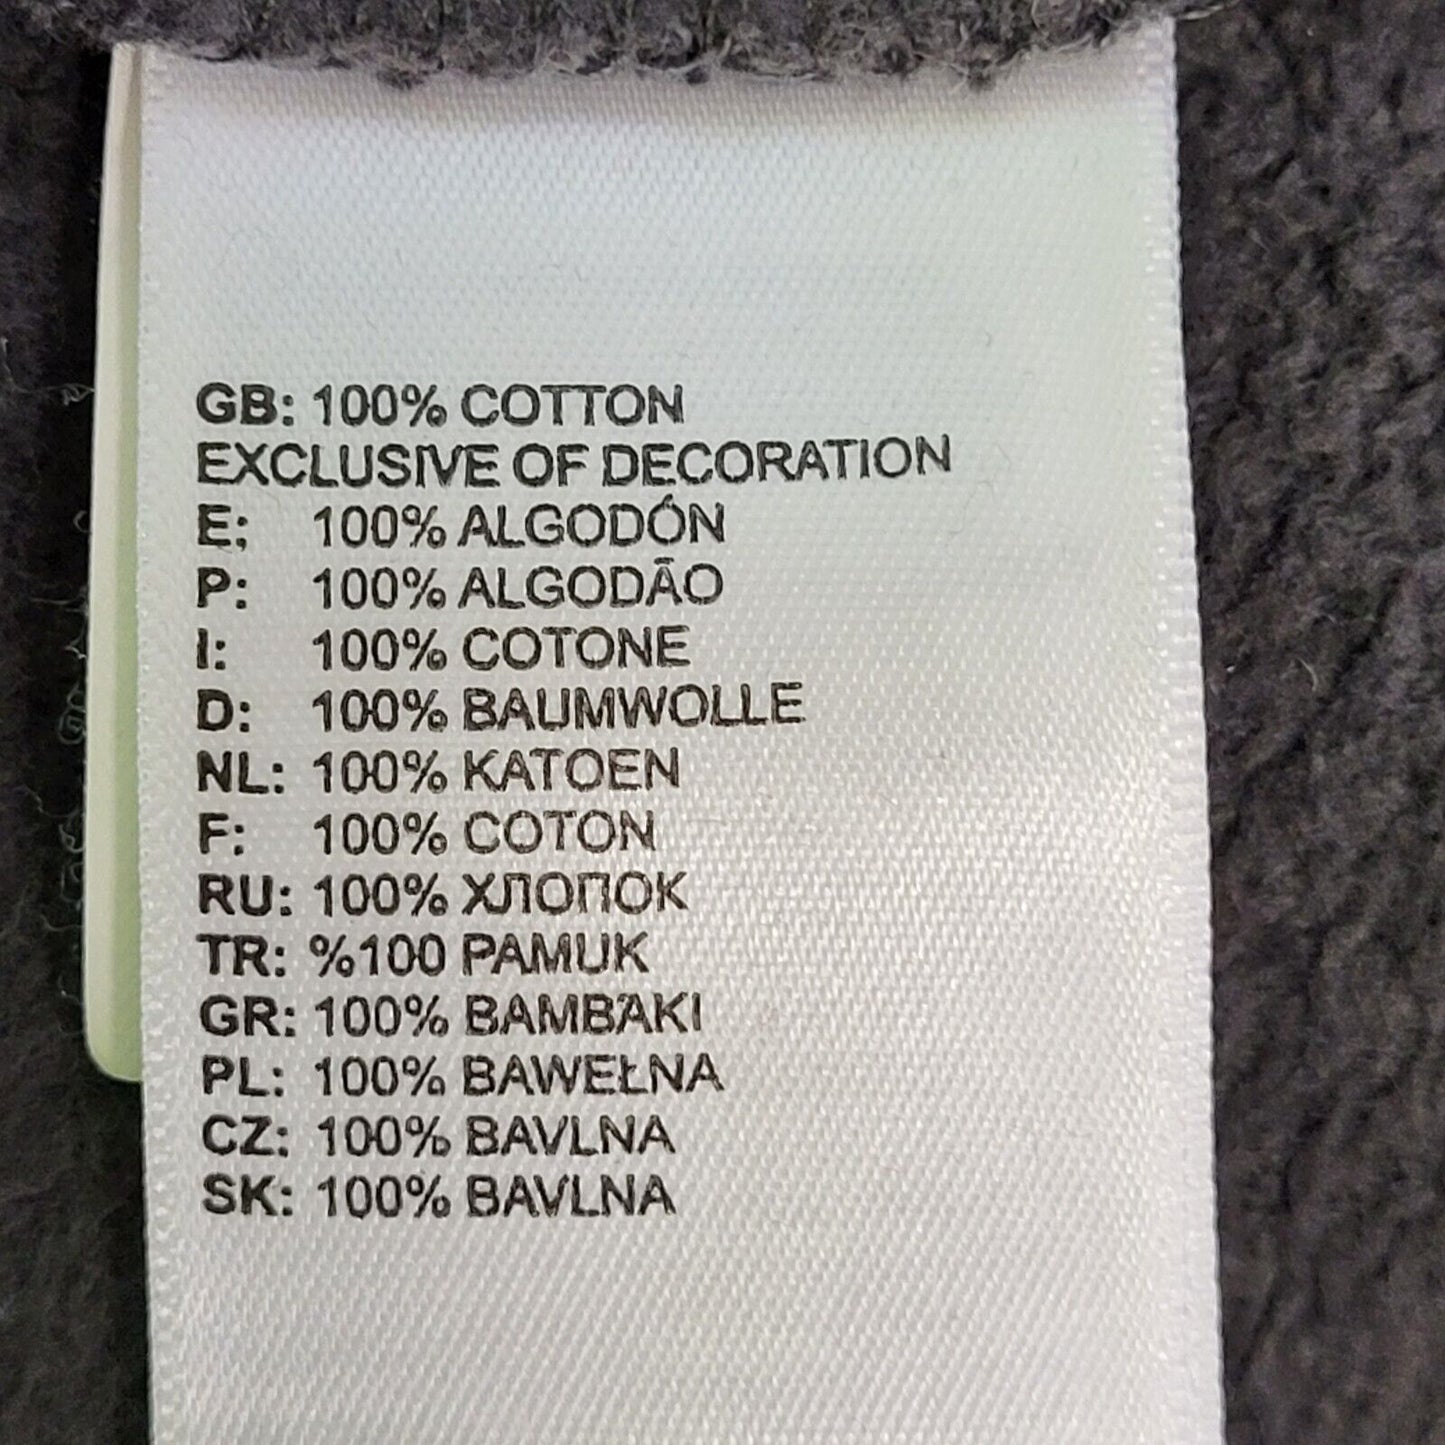 GB: 100% COTTON
EXCLUSIVE OF DECORATION
E: 100% ALGODÓN
P: 100% ALGODÃO
I: 100% COTONE
D: 100% BAUMWOLLE
NL: 100% KATOEN
F: 100% COTON
RU: 100% ХЛОПОК
TR: %100 PAMUK
GR: 100% ΒΑΜΒΆΚΙ
PL: 100% BAWEŁNA
CZ: 100% BAVLNA
SK: 100% BAVLNA